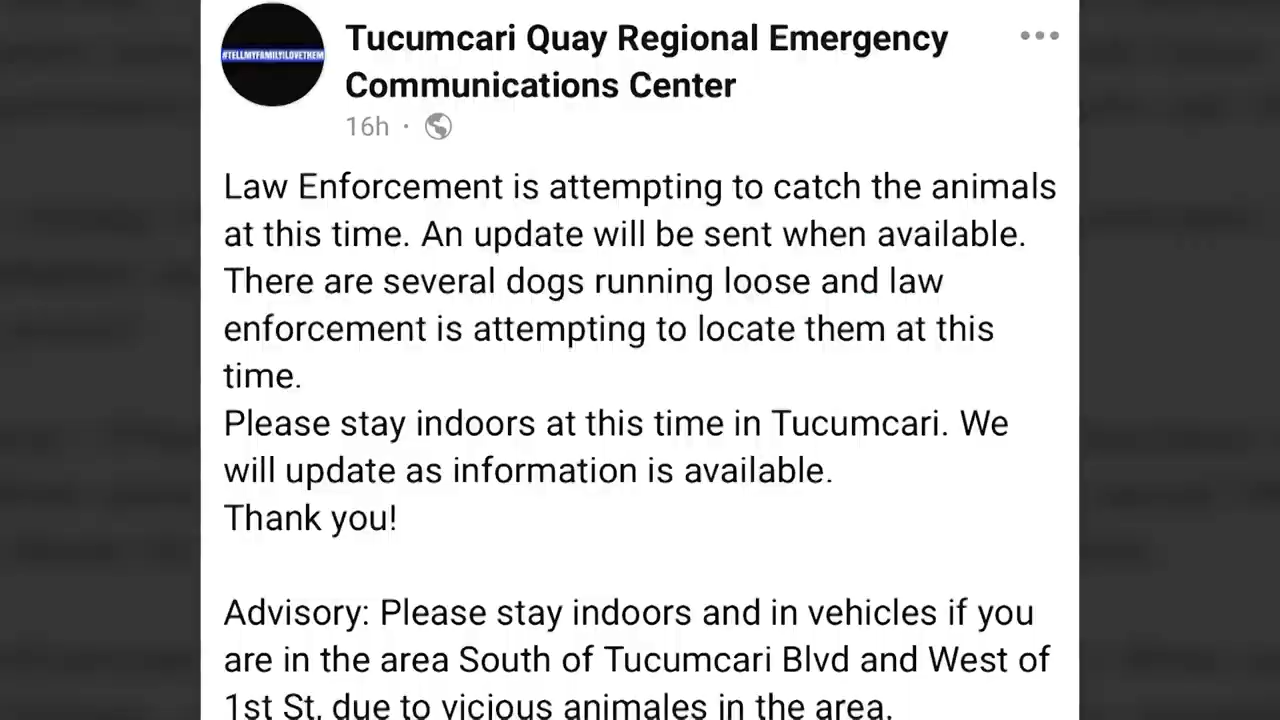 #TELLMYFAMILYILOVETHEM
Tucumcari Quay Regional Emergency
Communications Center
16h ·
Law Enforcement is attempting to catch the animals
at this time. An update will be sent when available.
There are several dogs running loose and law
enforcement is attempting to locate them at this
time.
Please stay indoors at this time in Tucumcari. We
will update as information is available.
Thank you!
Advisory: Please stay indoors and in vehicles if you
are in the area South of Tucumcari Blvd and West of
1st St, due to vicious animales in the area.